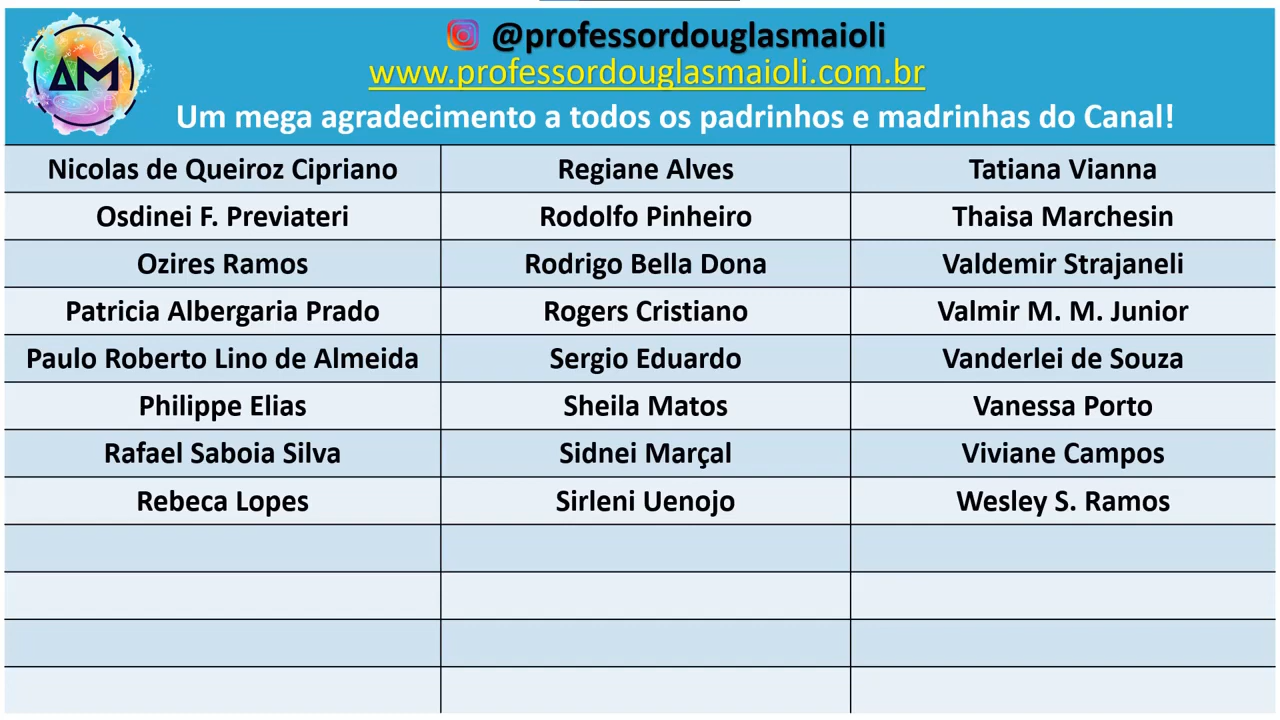 @professordouglasmaioli
www.professordouglasmaioli.com.br
Um mega agradecimento a todos os padrinhos e madrinhas do Canal!
Nicolas de Queiroz Cipriano Regiane Alves Tatiana Vianna
Osdinei F. Previateri Rodolfo Pinheiro Thaisa Marchesin
Ozires Ramos Rodrigo Bella Dona Valdemir Strajaneli
Patricia Albergaria Prado Rogers Cristiano Valmir M. M. Junior
Paulo Roberto Lino de Almeida Sergio Eduardo Vanderlei de Souza
Philippe Elias Sheila Matos Vanessa Porto
Rafael Saboia Silva Sidnei Marçal Viviane Campos
Rebeca Lopes Sirleni Uenojo Wesley S. Ramos